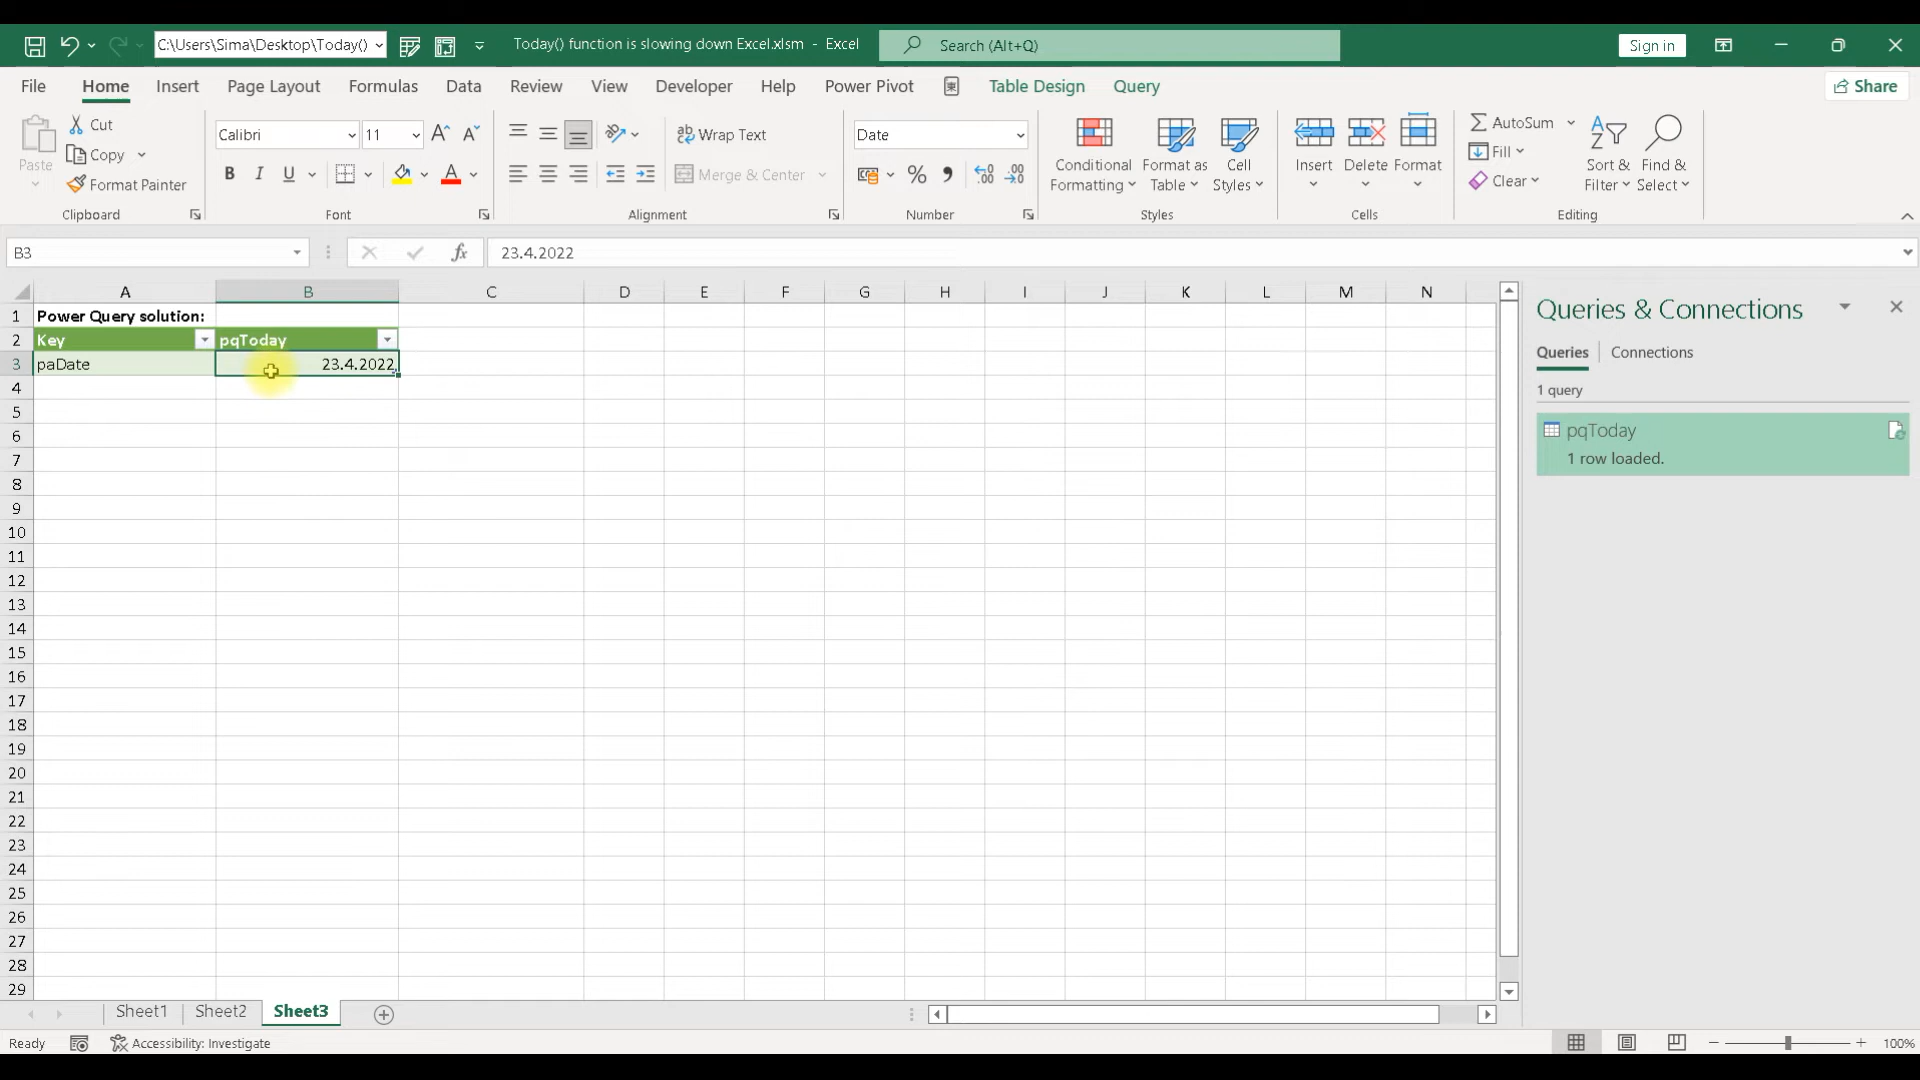 C:\Users\Sima\Desktop\Today()
Today() function is slowing down Excel.xlsm - Excel
Search (Alt+Q)
Sign in
File Home Insert Page Layout Formulas Data Review View Developer Help Power Pivot Table Design Query Share
Paste
Cut
Copy
Format Painter
Clipboard
Calibri 11
B I U
Font
Wrap Text
Merge & Center
Alignment
Date
Number
Conditional Formatting
Format as Table
Cell Styles
Styles
Insert Delete Format
Cells
AutoSum
Fill
Clear
Sort & Filter
Find & Select
Editing
B3 fx 23.4.2022
A B C D E F G H I J K L M N
1 Power Query solution:
2 Key pqToday
3 paDate 23.4.2022
4
5
6
7
8
9
10
11
12
13
14
15
16
17
18
19
20
21
22
23
24
25
26
27
28
29
Queries & Connections
Queries Connections
1 query
pqToday
1 row loaded.
Sheet1 Sheet2 Sheet3
Ready Accessibility: Investigate 100%